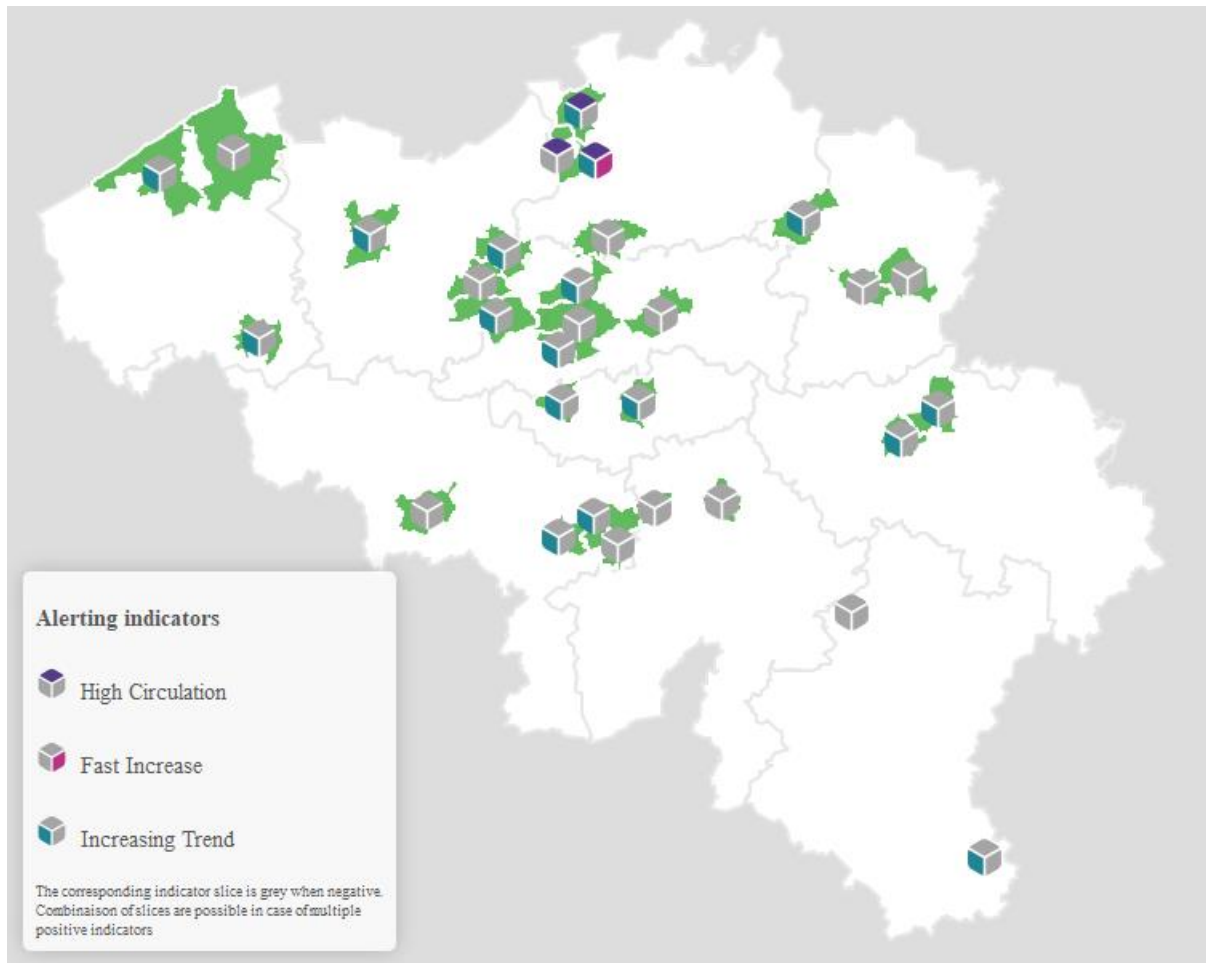 Alerting indicators
High Circulation
Fast Increase
Increasing Trend
The corresponding indicator slice is grey when negative.
Combinaison of slices are possible in case of multiple
positive indicators